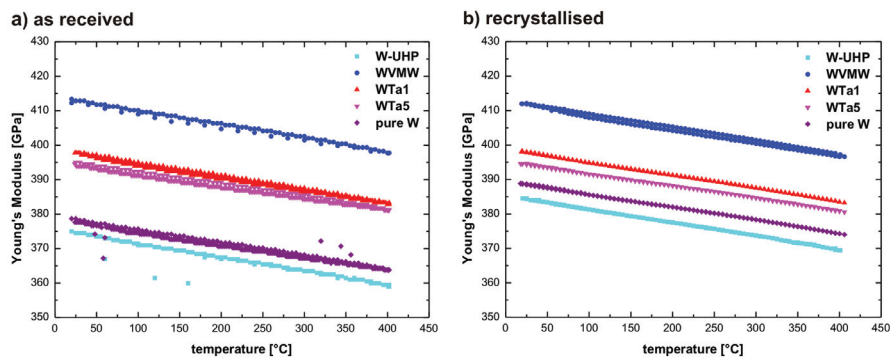 a) as received
b) recrystallised
430
420
410
400
390
380
370
360
350
Young's Modulus [GPa]
W-UHP
WVMW
WTa1
WTa5
pure W
0 50 100 150 200 250 300 350 400 450
temperature [°C]
430
420
410
400
390
380
370
360
350
Young's Modulus [GPa]
W-UHP
WVMW
WTa1
WTa5
pure W
0 50 100 150 200 250 300 350 400 450
temperature [°C]